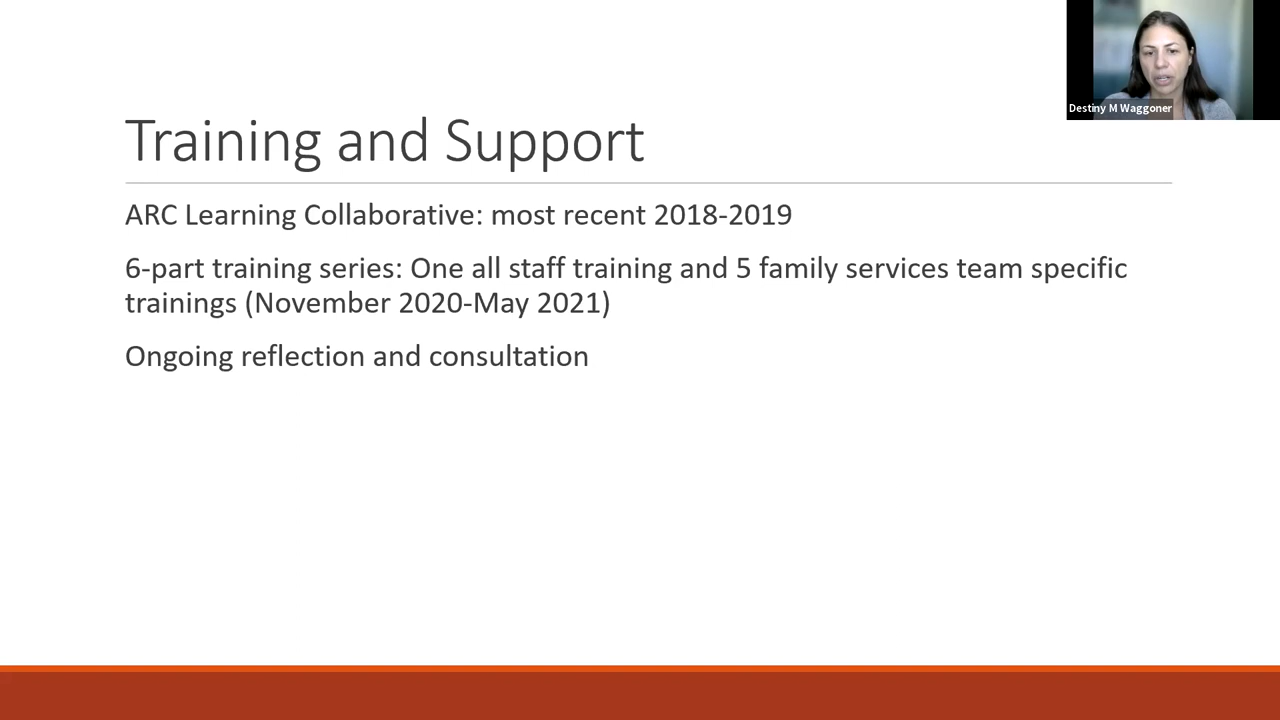 Destiny M Waggoner
Training and Support
ARC Learning Collaborative: most recent 2018-2019
6-part training series: One all staff training and 5 family services team specific
trainings (November 2020-May 2021)
Ongoing reflection and consultation